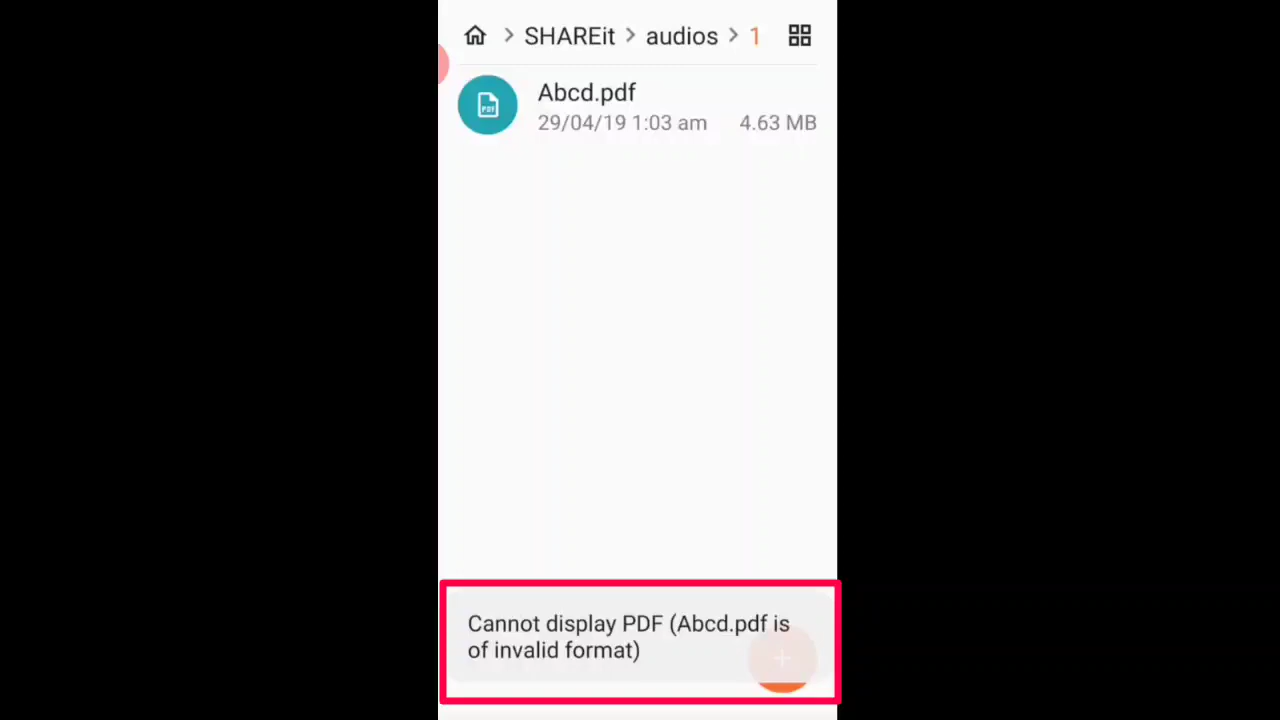 SHAREit > audios > 1
Abcd.pdf
29/04/19 1:03 am 4.63 MB
PDF
Cannot display PDF (Abcd.pdf is
of invalid format)